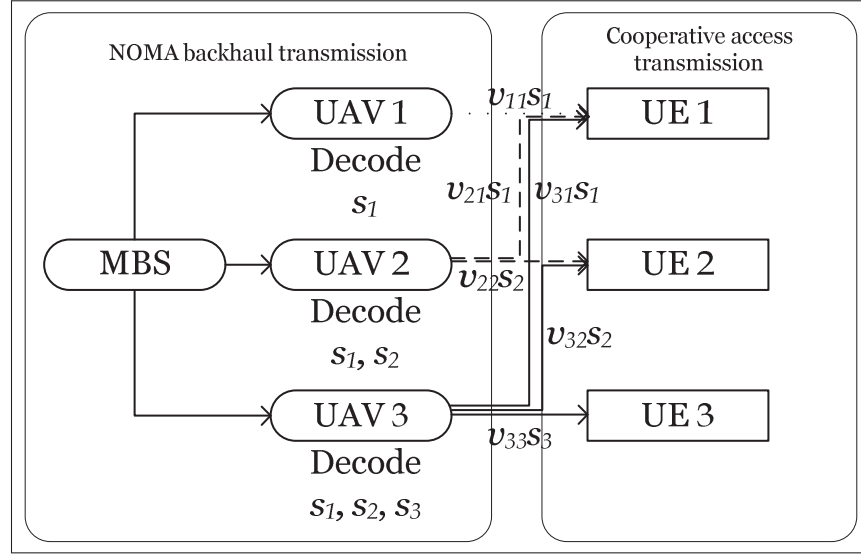 NOMA backhaul transmission
Cooperative access
transmission
UAV 1
Decode
s1
v11s1
UE 1
v21s1
v31s1
MBS
UAV 2
Decode
s1, s2
v22s2
UE 2
v32s2
UAV 3
Decode
s1, s2, s3
v33s3
UE 3